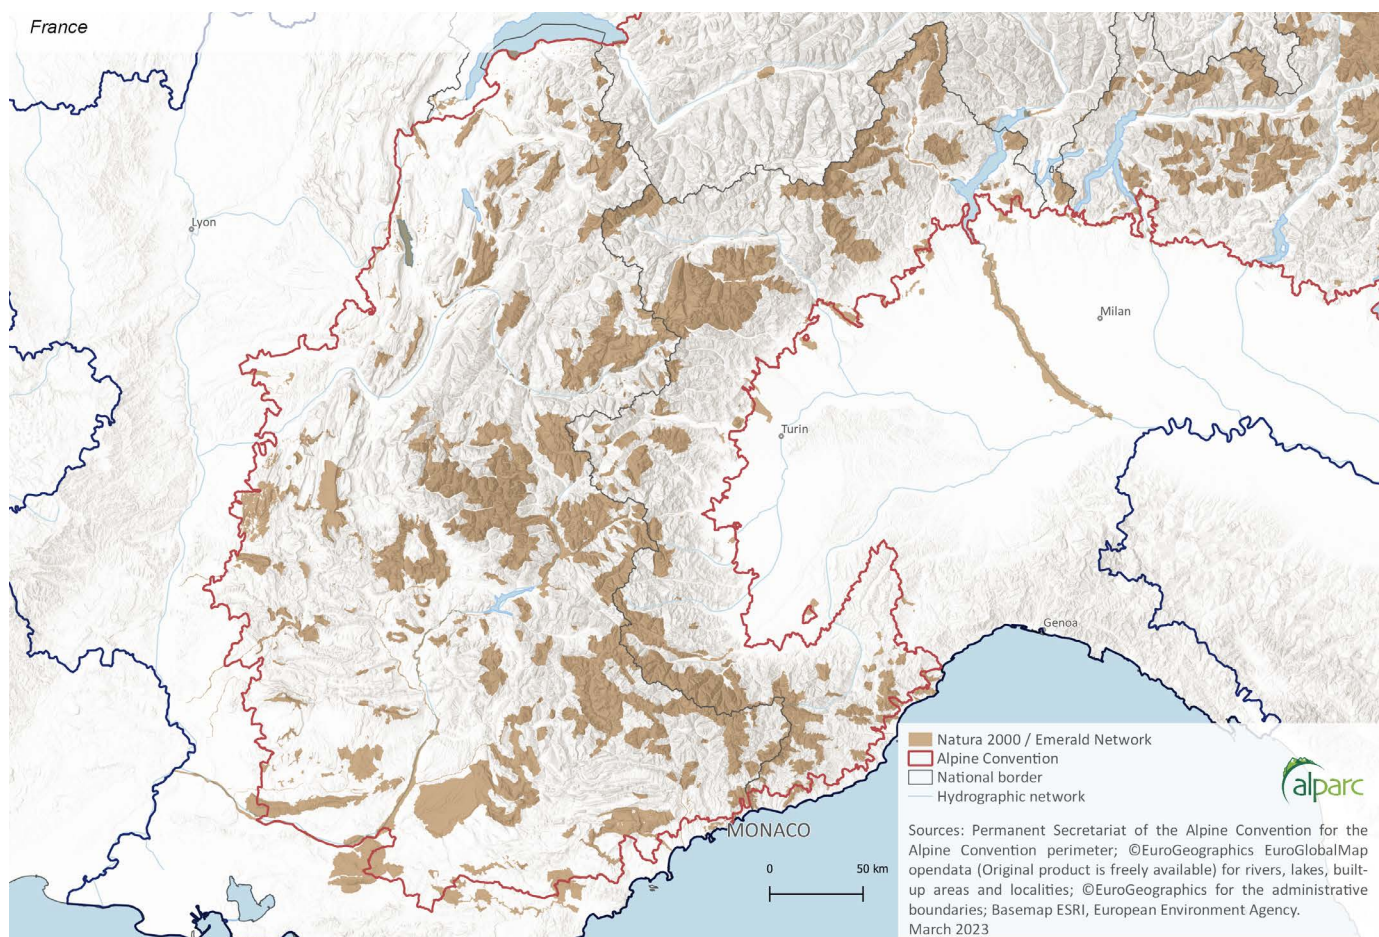 France
Lyon
Milan
Turin
Genoa
MONACO
0 50 km
Natura 2000 / Emerald Network
Alpine Convention
National border
Hydrographic network
alparc
Sources: Permanent Secretariat of the Alpine Convention for the
Alpine Convention perimeter; ©EuroGeographics EuroGlobalMap
opendata (Original product is freely available) for rivers, lakes, built-
up areas and localities; ©EuroGeographics for the administrative
boundaries; Basemap ESRI, European Environment Agency.
March 2023